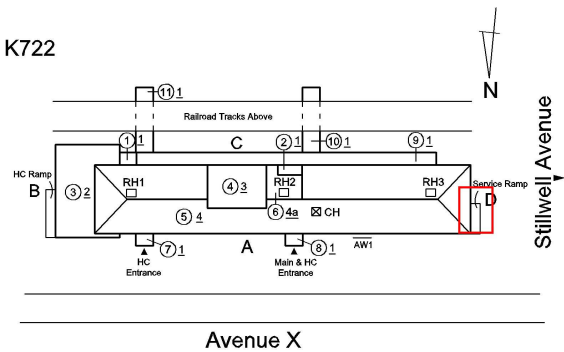 K722
N
11 1
Railroad Tracks Above
1 1
C
2 1
10 1
9 1
HC Ramp
B
3 2
RH1
4 3
RH2
RH3
Service Ramp
D
5 4
6 4a
CH
7 1
A
8 1
AW1
HC
Entrance
Main & HC
Entrance
Stillwell Avenue
Avenue X